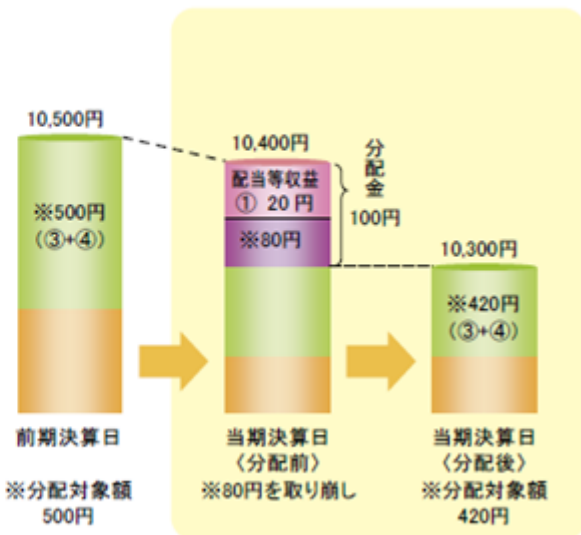 10,500円
※500円
(③+④)
前期決算日
※分配対象額
500円
10,400円
配当等収益
① 20円
※80円
分配金
100円
当期決算日
〈分配前〉
※80円を取り崩し
10,300円
※420円
(③+④)
当期決算日
〈分配後〉
※分配対象額
420円